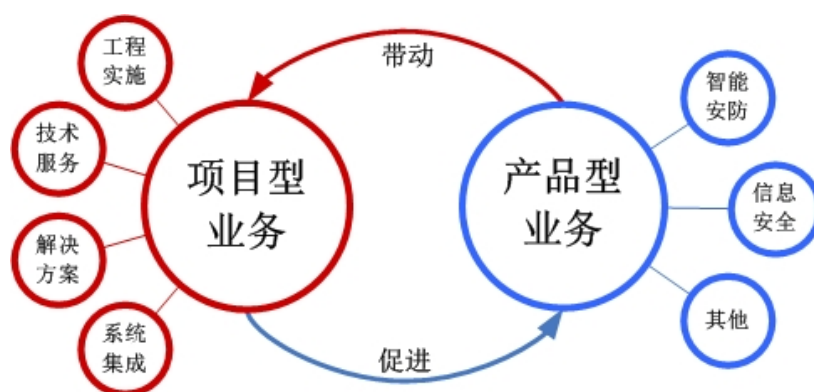 工程
实施
技术
服务
解决
方案
系统
集成
项目型
业务
带动
促进
产品型
业务
智能
安防
信息
安全
其他